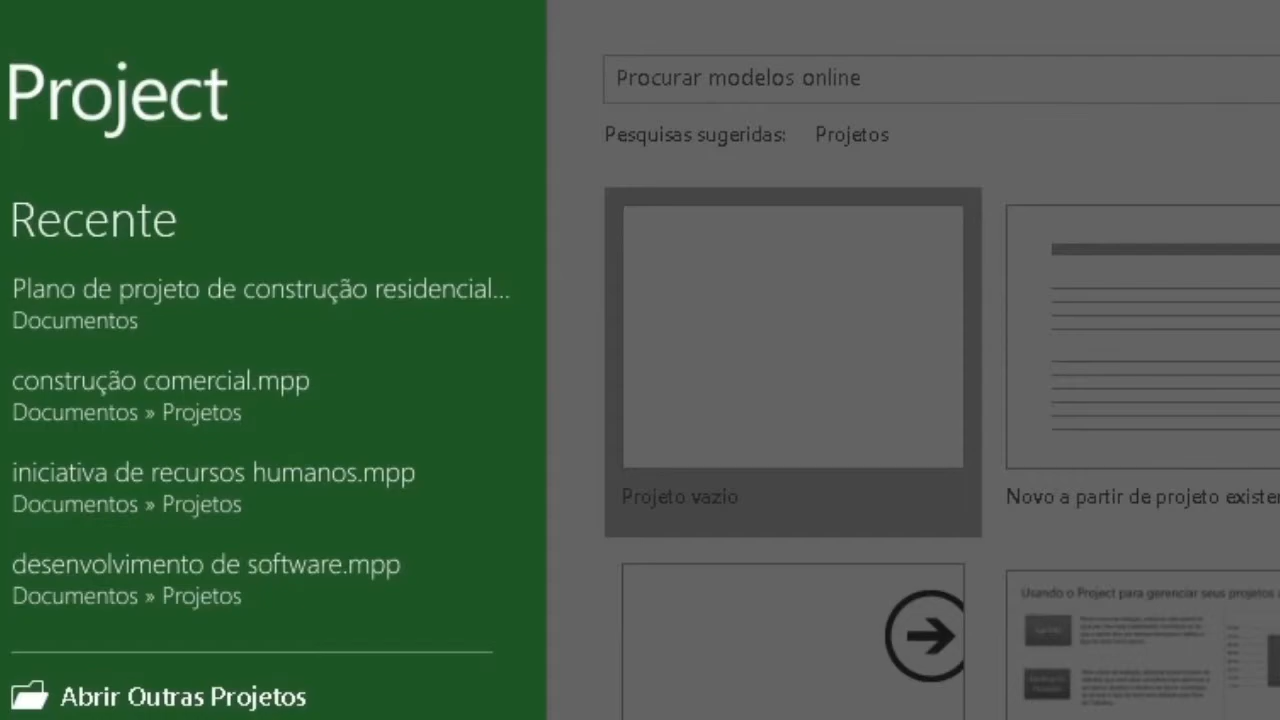 Project
Recente
Plano de projeto de construção residencial...
Documentos
construção comercial.mpp
Documentos » Projetos
iniciativa de recursos humanos.mpp
Documentos » Projetos
desenvolvimento de software.mpp
Documentos » Projetos
Abrir Outras Projetos
Procurar modelos online
Pesquisas sugeridas: Projetos
Projeto vazio
Novo a partir de projeto existe
Usando o Project para gerenciar seus projetos